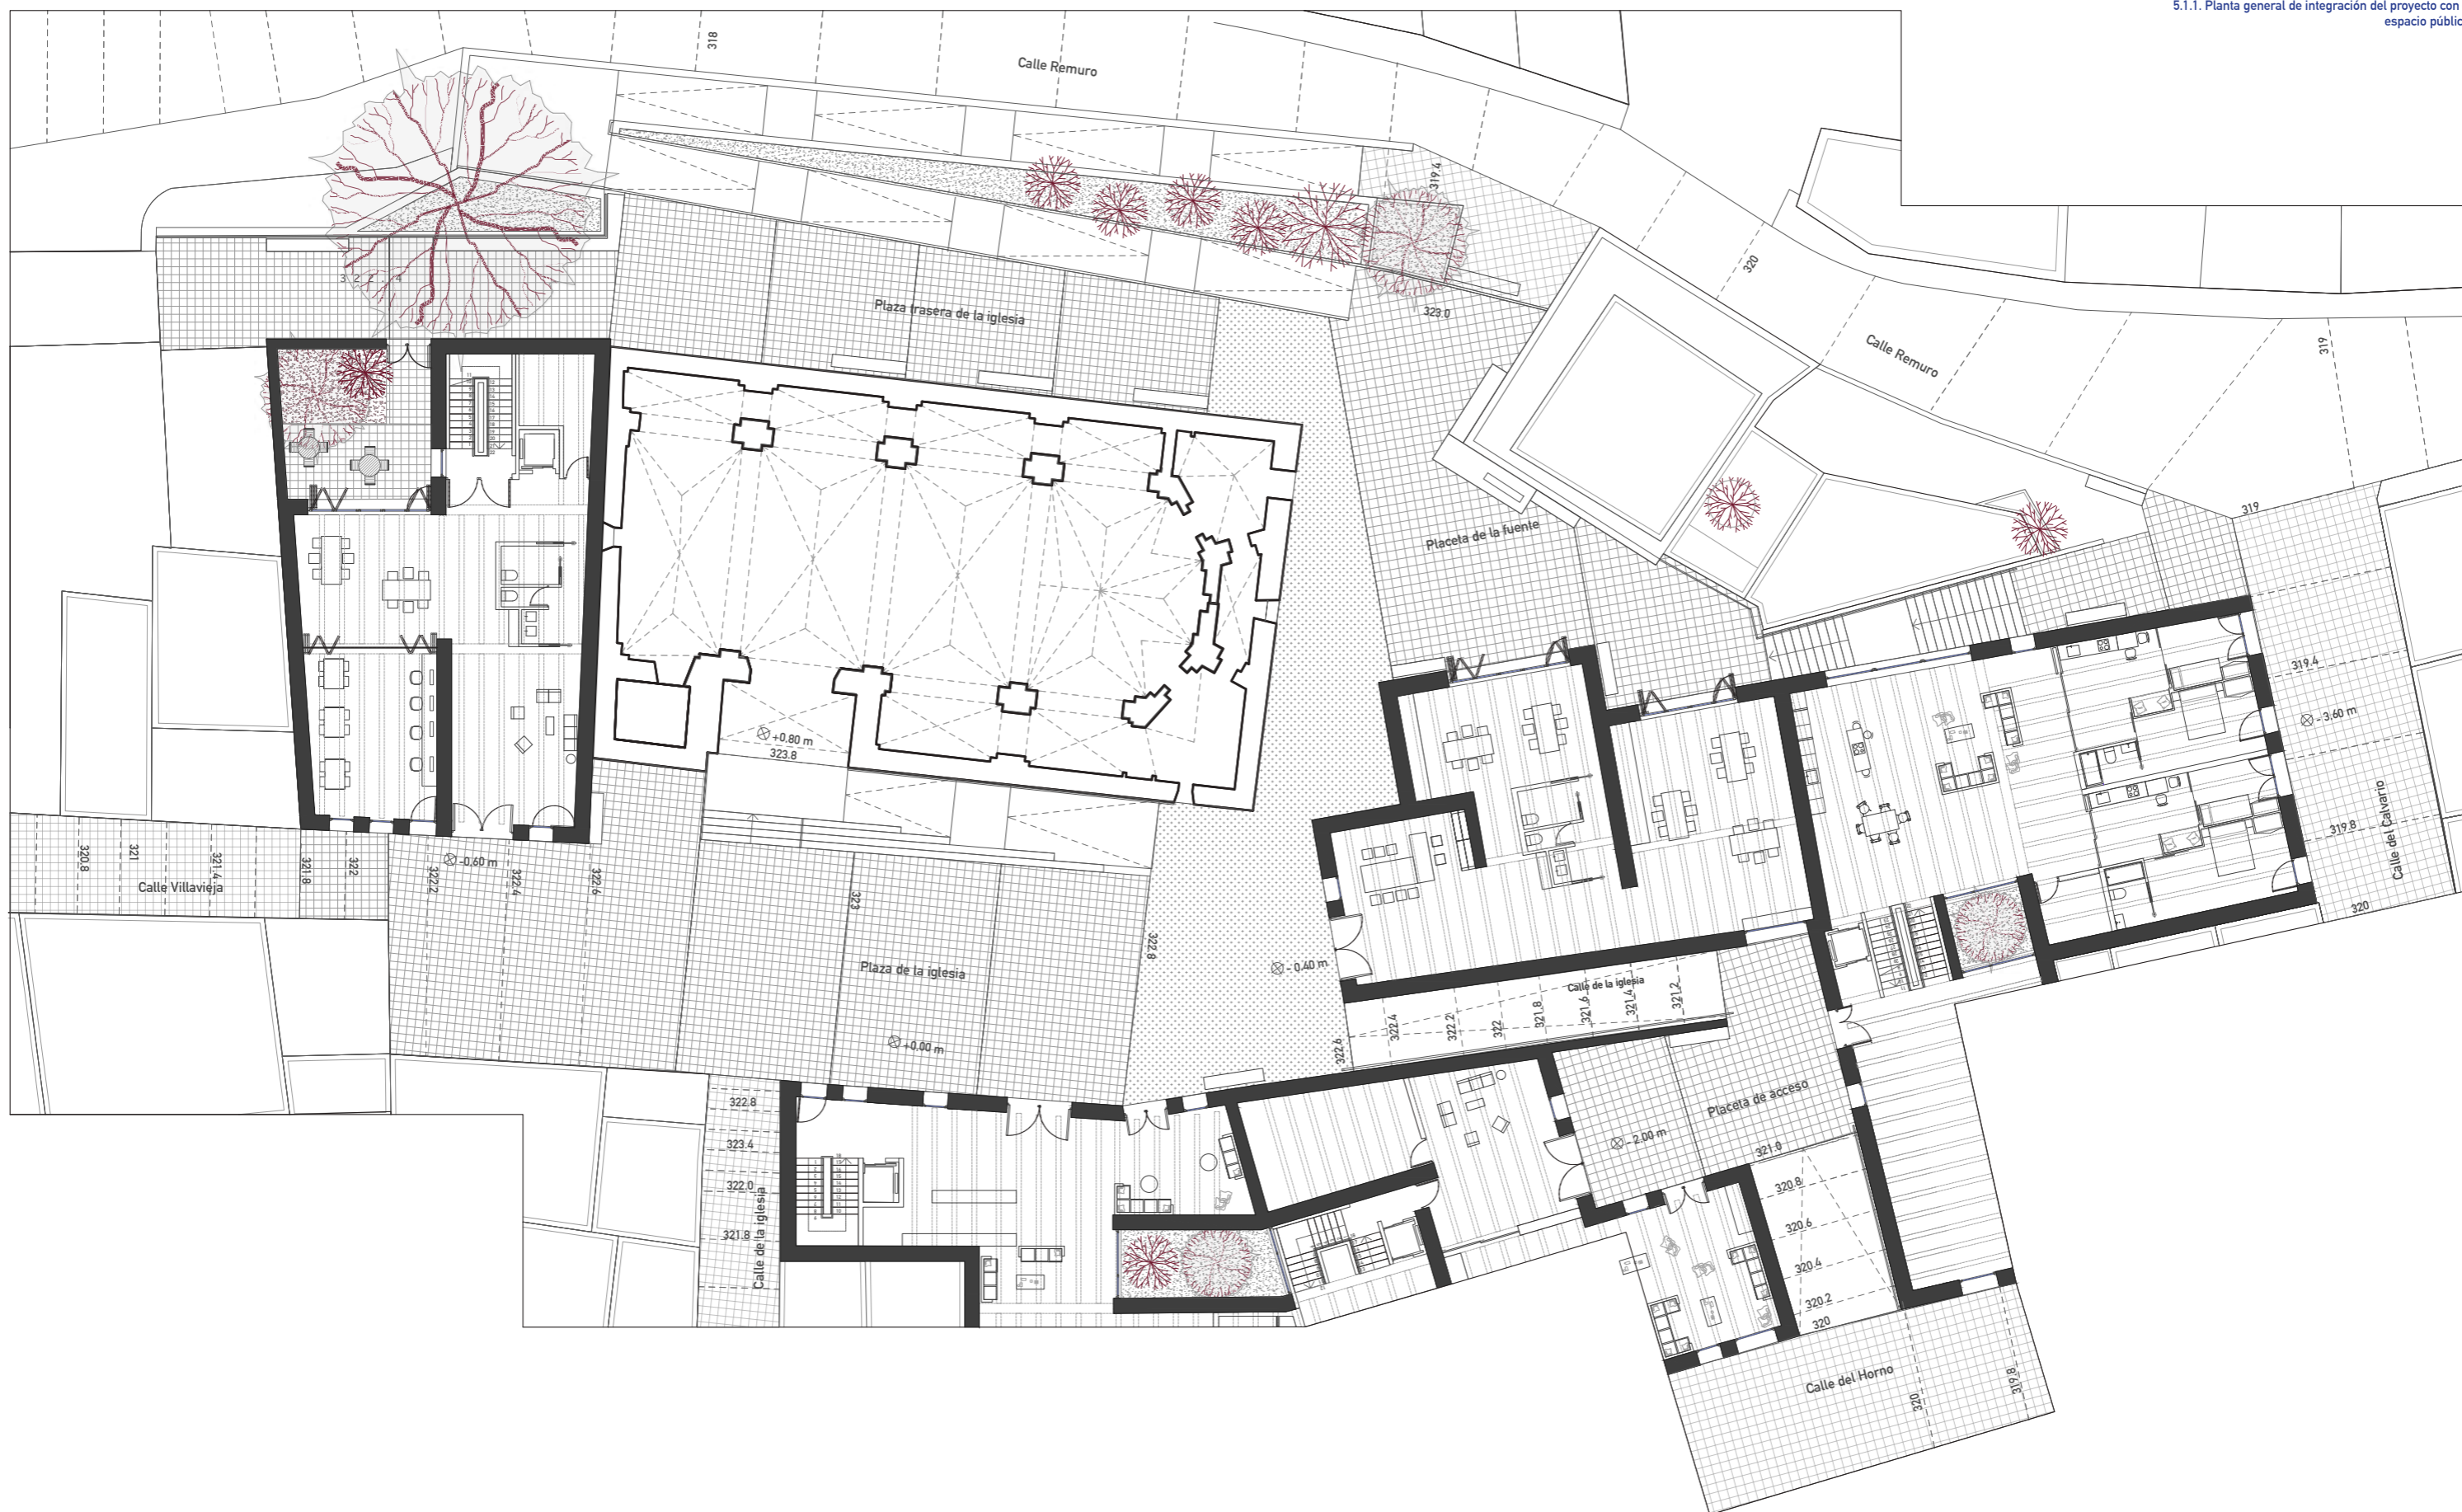 5.1.1. Planta general de integración del proyecto con
espacio públic
318
Calle Remuro
319.4
322.4
320
Plaza trasera de la iglesia
323.0
Calle Remuro
319
Placeta de la fuente
319
319.4
-3.60 m
+0.80 m
323.8
Calle del Calvario
319.8
320
320.8
321
321.4
321.8
322
322.2
-0.60 m
322.4
322.6
Calle Villavieja
323
322.8
Plaza de la iglesia
-0.40 m
Calle de la iglesia
322.6
322.4
322.2
322
321.8
321.6
321.4
321.2
+0.00 m
322.8
323.4
322.0
321.8
Calle de la iglesia
Placeta de acceso
-2.00 m
321.0
320.8
320.6
320.4
320.2
320
Calle del Horno
320
319.8